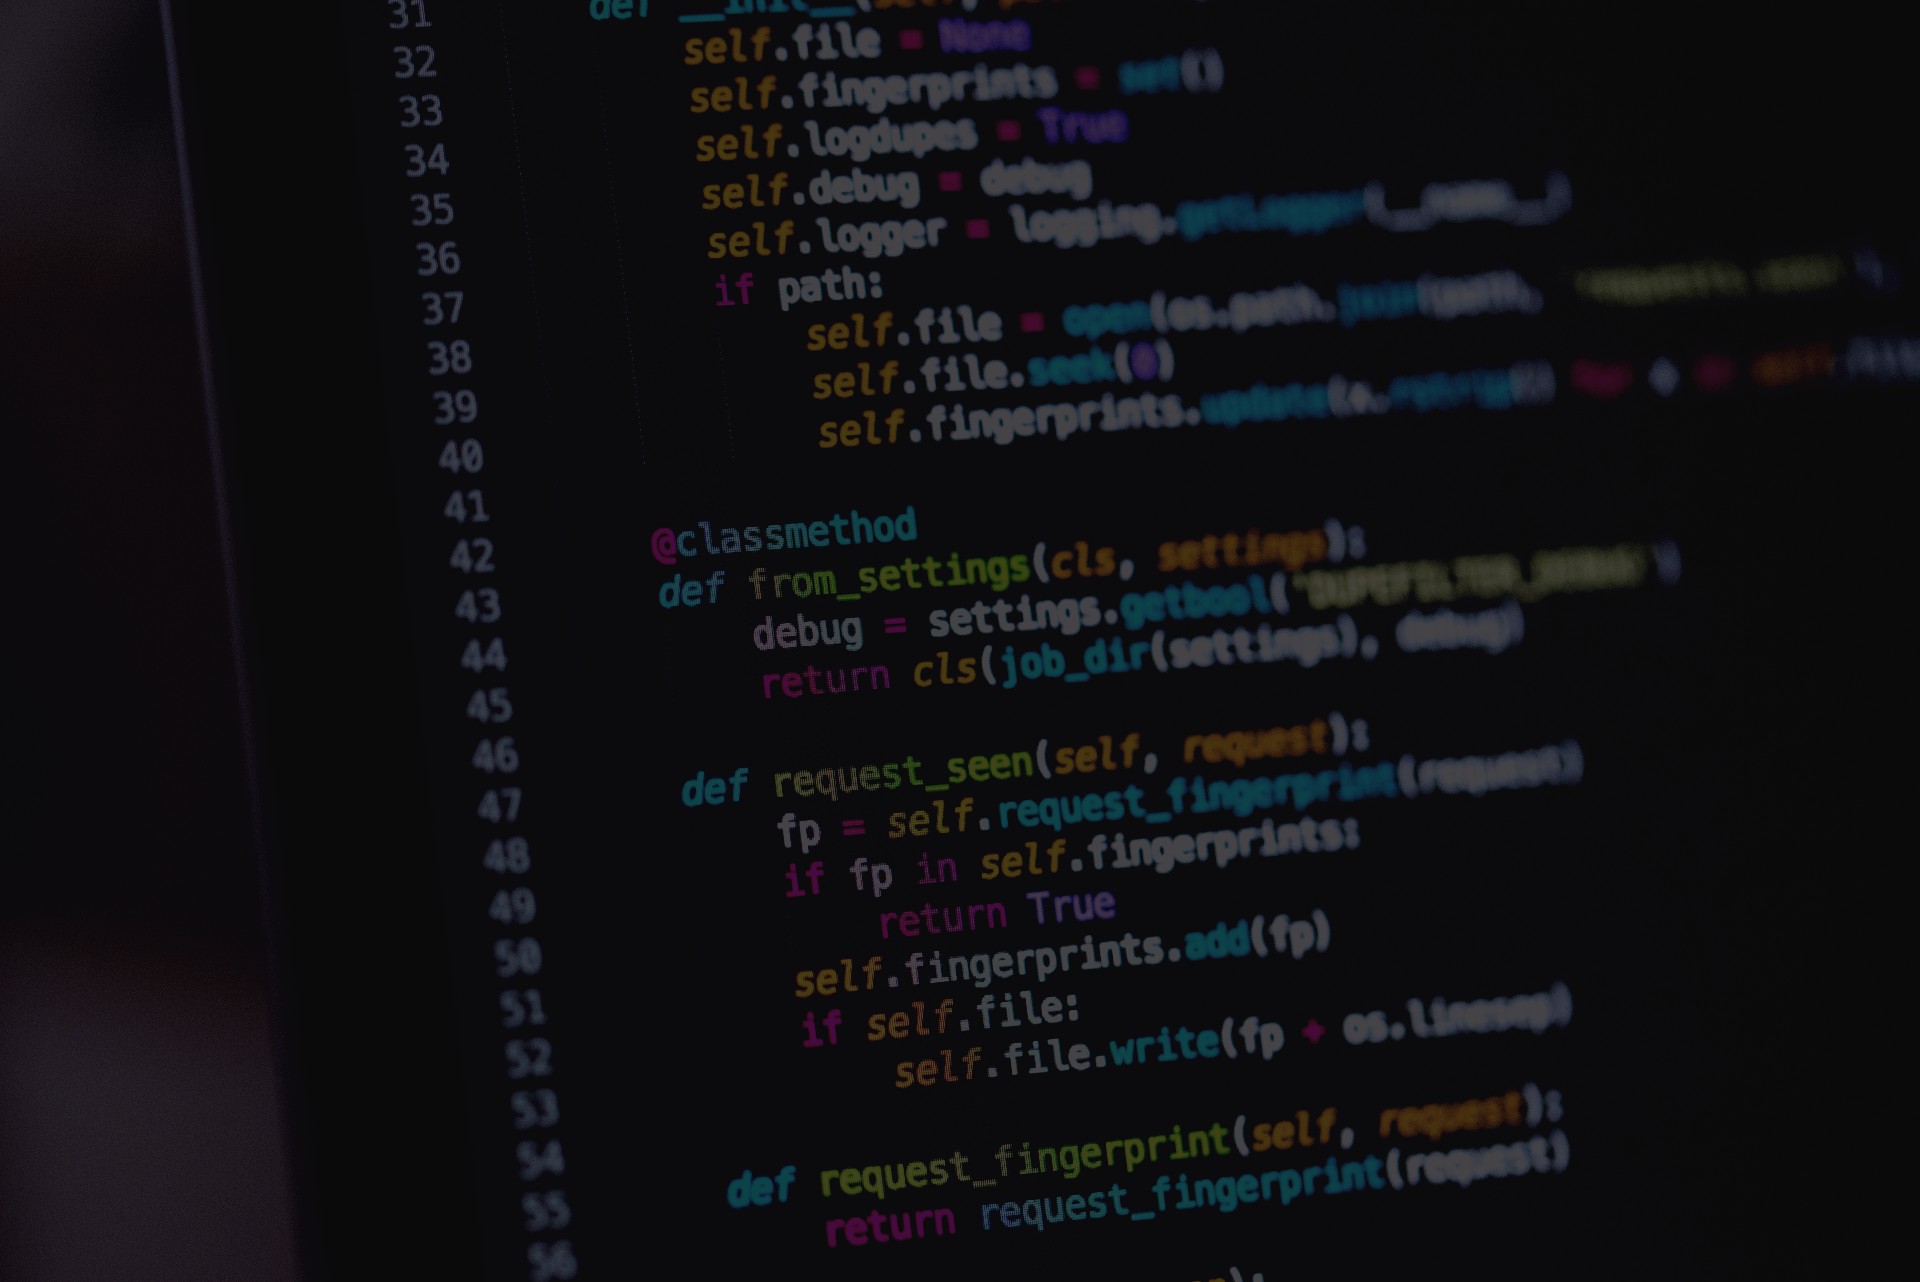 31 def __init__(self,
32 self.file = None
33 self.fingerprints = set()
34 self.logdupes = True
35 self.debug = debug
36 self.logger = logging.getLogger(__name__)
37 if path:
38 self.file = open(os.path.join(path,
39 self.file.seek(0)
40 self.fingerprints.update(
41
42 @classmethod
43 def from_settings(cls, settings):
44 debug = settings.getbool('DUPEFILTER_DEBUG')
45 return cls(job_dir(settings), debug)
46
47 def request_seen(self, request):
48 fp = self.request_fingerprint(request)
49 if fp in self.fingerprints:
50 return True
51 self.fingerprints.add(fp)
52 if self.file:
53 self.file.write(fp + os.linesep)
54
55 def request_fingerprint(self, request):
56 return request_fingerprint(request)